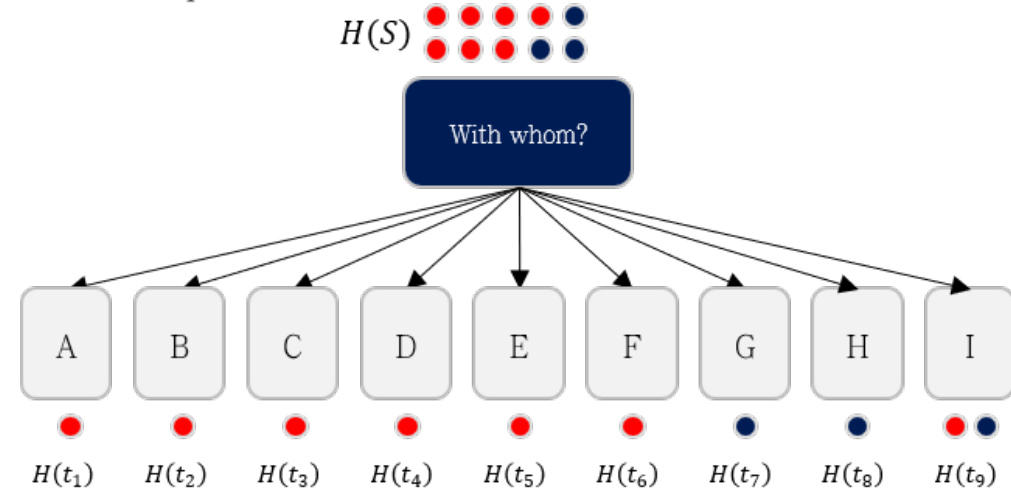 H(S)
With whom?
A B C D E F G H I
H(t₁) H(t₂) H(t₃) H(t₄) H(t₅) H(t₆) H(t₇) H(t₈) H(t₉)